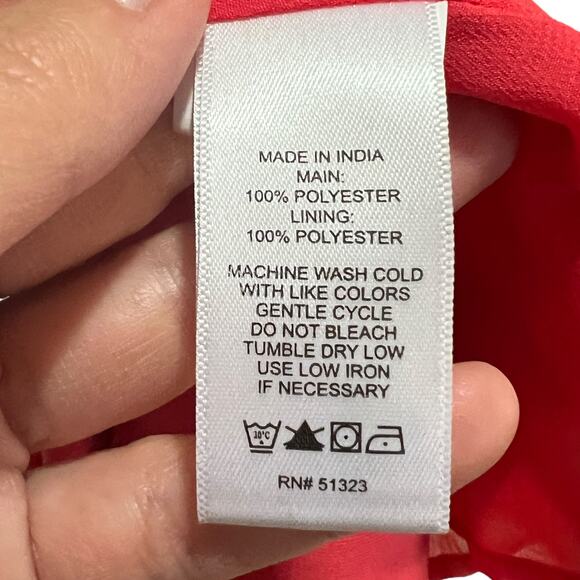 MADE IN INDIA
MAIN:
100% POLYESTER
LINING:
100% POLYESTER
MACHINE WASH COLD
WITH LIKE COLORS
GENTLE CYCLE
DO NOT BLEACH
TUMBLE DRY LOW
USE LOW IRON
IF NECESSARY
30°C
RN# 51323